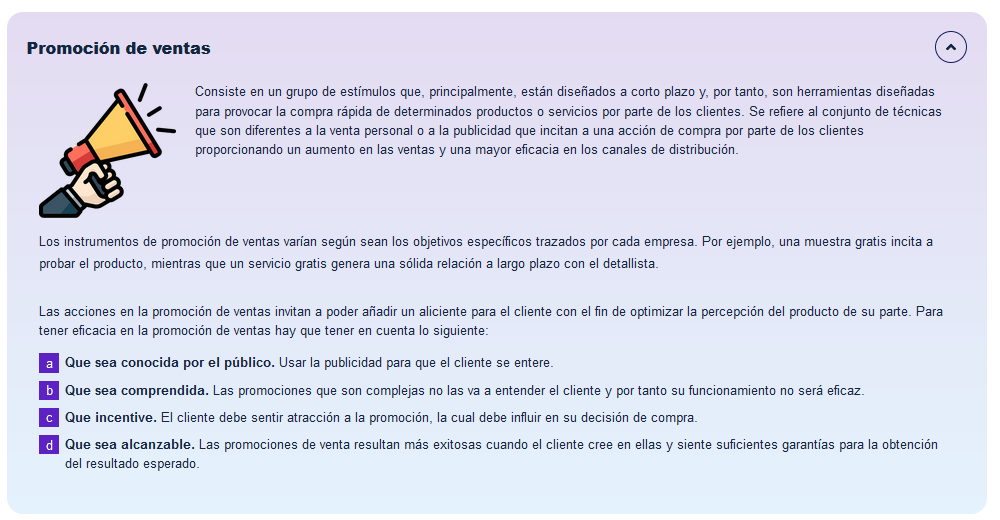 Promoción de ventas
Consiste en un grupo de estímulos que, principalmente, están diseñados a corto plazo y, por tanto, son herramientas diseñadas
para provocar la compra rápida de determinados productos o servicios por parte de los clientes. Se refiere al conjunto de técnicas
que son diferentes a la venta personal o a la publicidad que incitan a una acción de compra por parte de los clientes
proporcionando un aumento en las ventas y una mayor eficacia en los canales de distribución.
Los instrumentos de promoción de ventas varían según sean los objetivos específicos trazados por cada empresa. Por ejemplo, una muestra gratis incita a
probar el producto, mientras que un servicio gratis genera una sólida relación a largo plazo con el detallista.
Las acciones en la promoción de ventas invitan a poder añadir un aliciente para el cliente con el fin de optimizar la percepción del producto de su parte. Para
tener eficacia en la promoción de ventas hay que tener en cuenta lo siguiente:
a Que sea conocida por el público. Usar la publicidad para que el cliente se entere.
b Que sea comprendida. Las promociones que son complejas no las va a entender el cliente y por tanto su funcionamiento no será eficaz.
c Que incentive. El cliente debe sentir atracción a la promoción, la cual debe influir en su decisión de compra.
d Que sea alcanzable. Las promociones de venta resultan más exitosas cuando el cliente cree en ellas y siente suficientes garantías para la obtención
del resultado esperado.